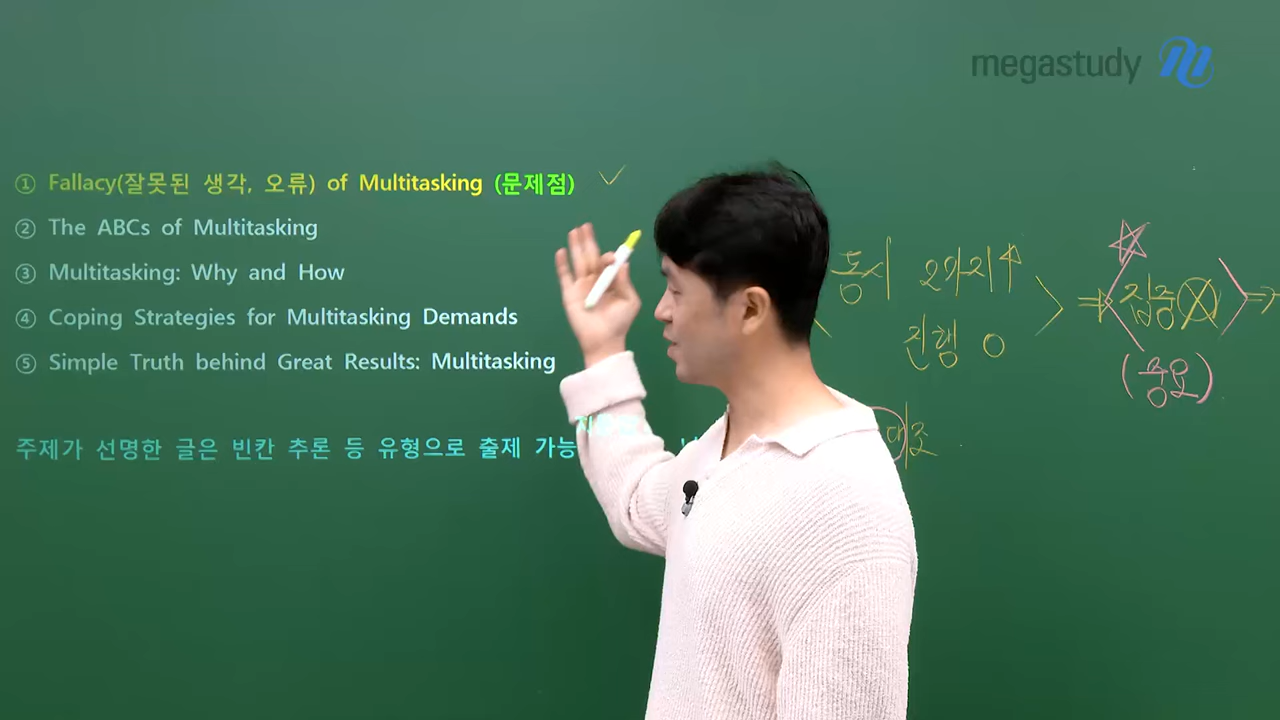 megastudy
① Fallacy(잘못된 생각, 오류) of Multitasking (문제점)
② The ABCs of Multitasking
③ Multitasking: Why and How
④ Coping Strategies for Multitasking Demands
⑤ Simple Truth behind Great Results: Multitasking
주제가 선명한 글은 빈칸 추론 등 유형으로 출제 가능
동시 2가지↑
진행 O
⇒ 집중 ⇒
(중요)
대조